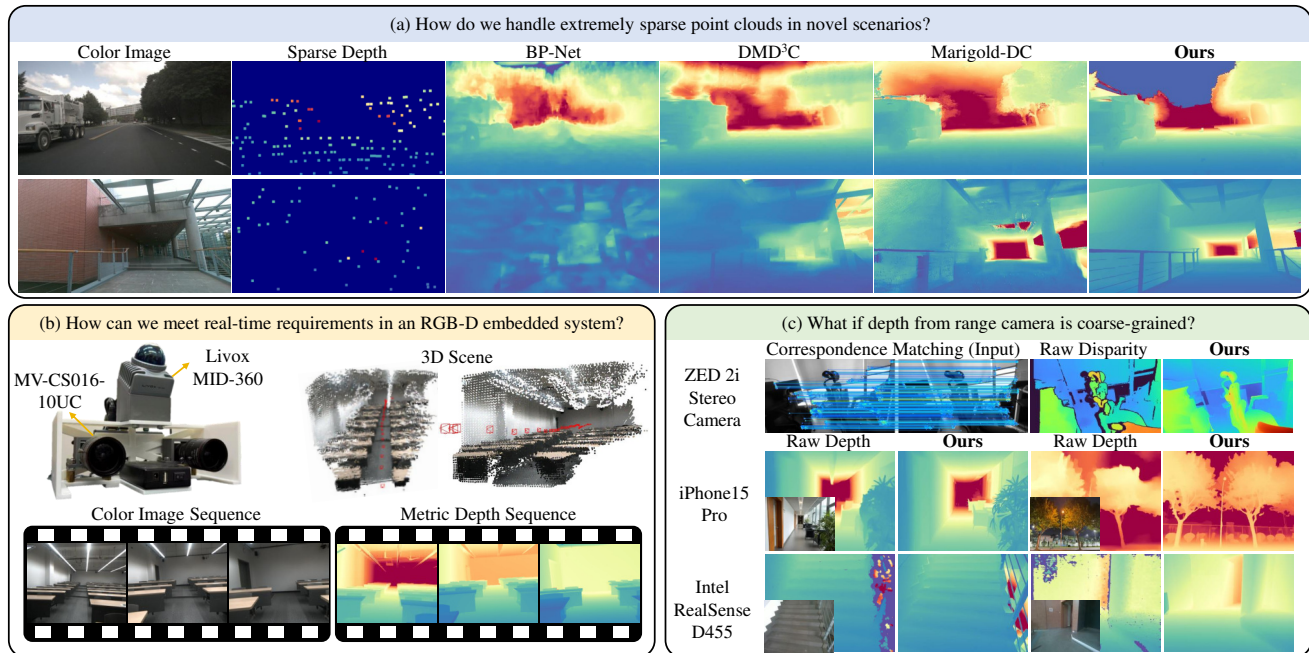 (a) How do we handle extremely sparse point clouds in novel scenarios?
Color Image Sparse Depth BP-Net DMD³C Marigold-DC Ours
(b) How can we meet real-time requirements in an RGB-D embedded system?
Livox
MID-360
MV-CS016-
10UC
3D Scene
Color Image Sequence Metric Depth Sequence
(c) What if depth from range camera is coarse-grained?
Correspondence Matching (Input) Raw Disparity Ours
ZED 2i
Stereo
Camera
Raw Depth Ours Raw Depth Ours
iPhone15
Pro
Intel
RealSense
D455